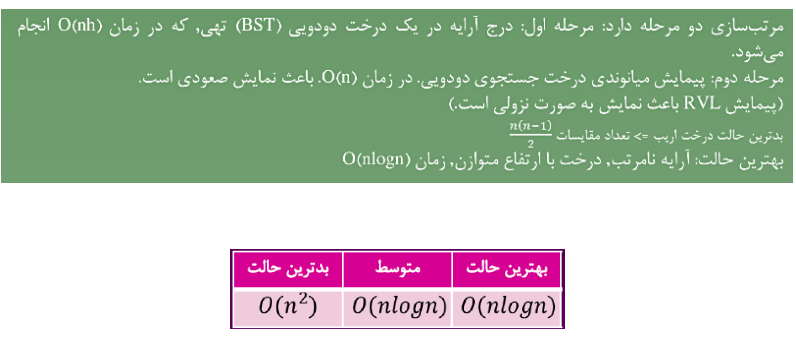 مرتب‌سازی دو مرحله دارد: مرحله اول: درج آرایه در یک درخت دودویی (BST) تهی, که در زمان O(nh) انجام
می‌شود.
مرحله دوم: پیمایش میانوندی درخت جستجوی دودویی. در زمان O(n). باعث نمایش صعودی است.
(پیمایش RVL باعث نمایش به صورت نزولی است.)
بدترین حالت درخت اریب => تعداد مقایسات n(n−1)/2
بهترین حالت: آرایه نامرتب, درخت با ارتفاع متوازن, زمان O(nlogn)
بهترین حالت متوسط بدترین حالت
O(nlogn) O(nlogn) O(n²)